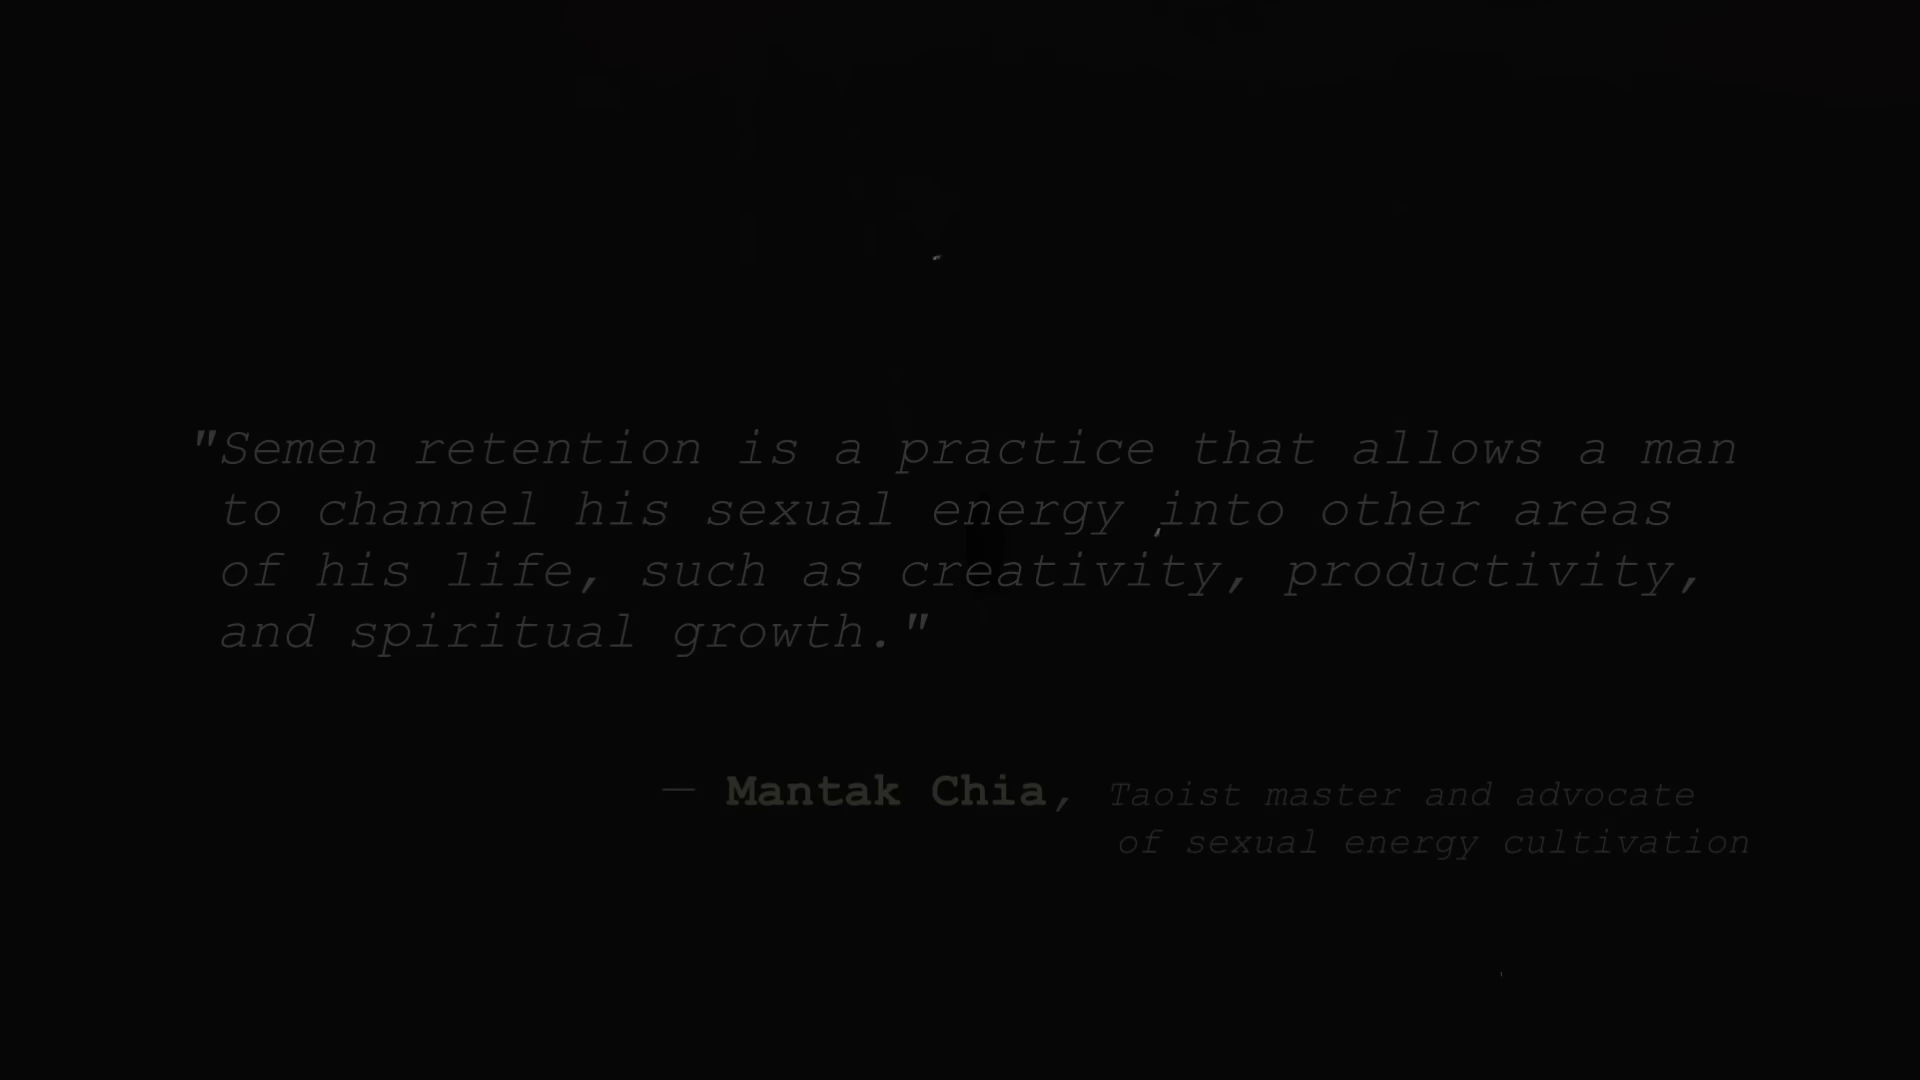 "Semen retention is a practice that allows a man
to channel his sexual energy into other areas
of his life, such as creativity, productivity,
and spiritual growth."
— Mantak Chia, Taoist master and advocate
of sexual energy cultivation